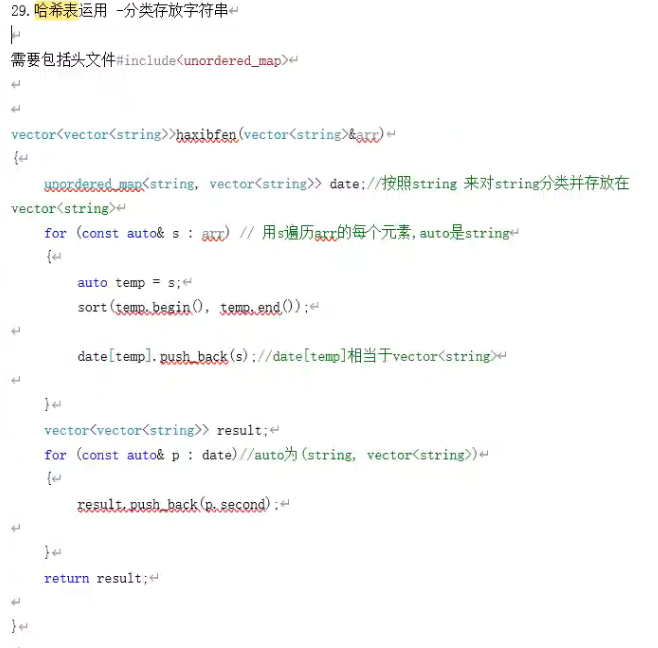 29.哈希表运用 -分类存放字符串
需要包括头文件#include<unordered_map>
vector<vector<string>>haxibfen(vector<string>&arr)
{
unordered_map<string, vector<string>> date;//按照string 来对string分类并存放在
vector<string>
for (const auto& s : arr) // 用s遍历arr的每个元素,auto是string
{
auto temp = s;
sort(temp.begin(), temp.end());
date[temp].push_back(s);//date[temp]相当于vector<string>
}
vector<vector<string>> result;
for (const auto& p : date)//auto为(string, vector<string>)
{
result.push_back(p.second);
}
return result;
}